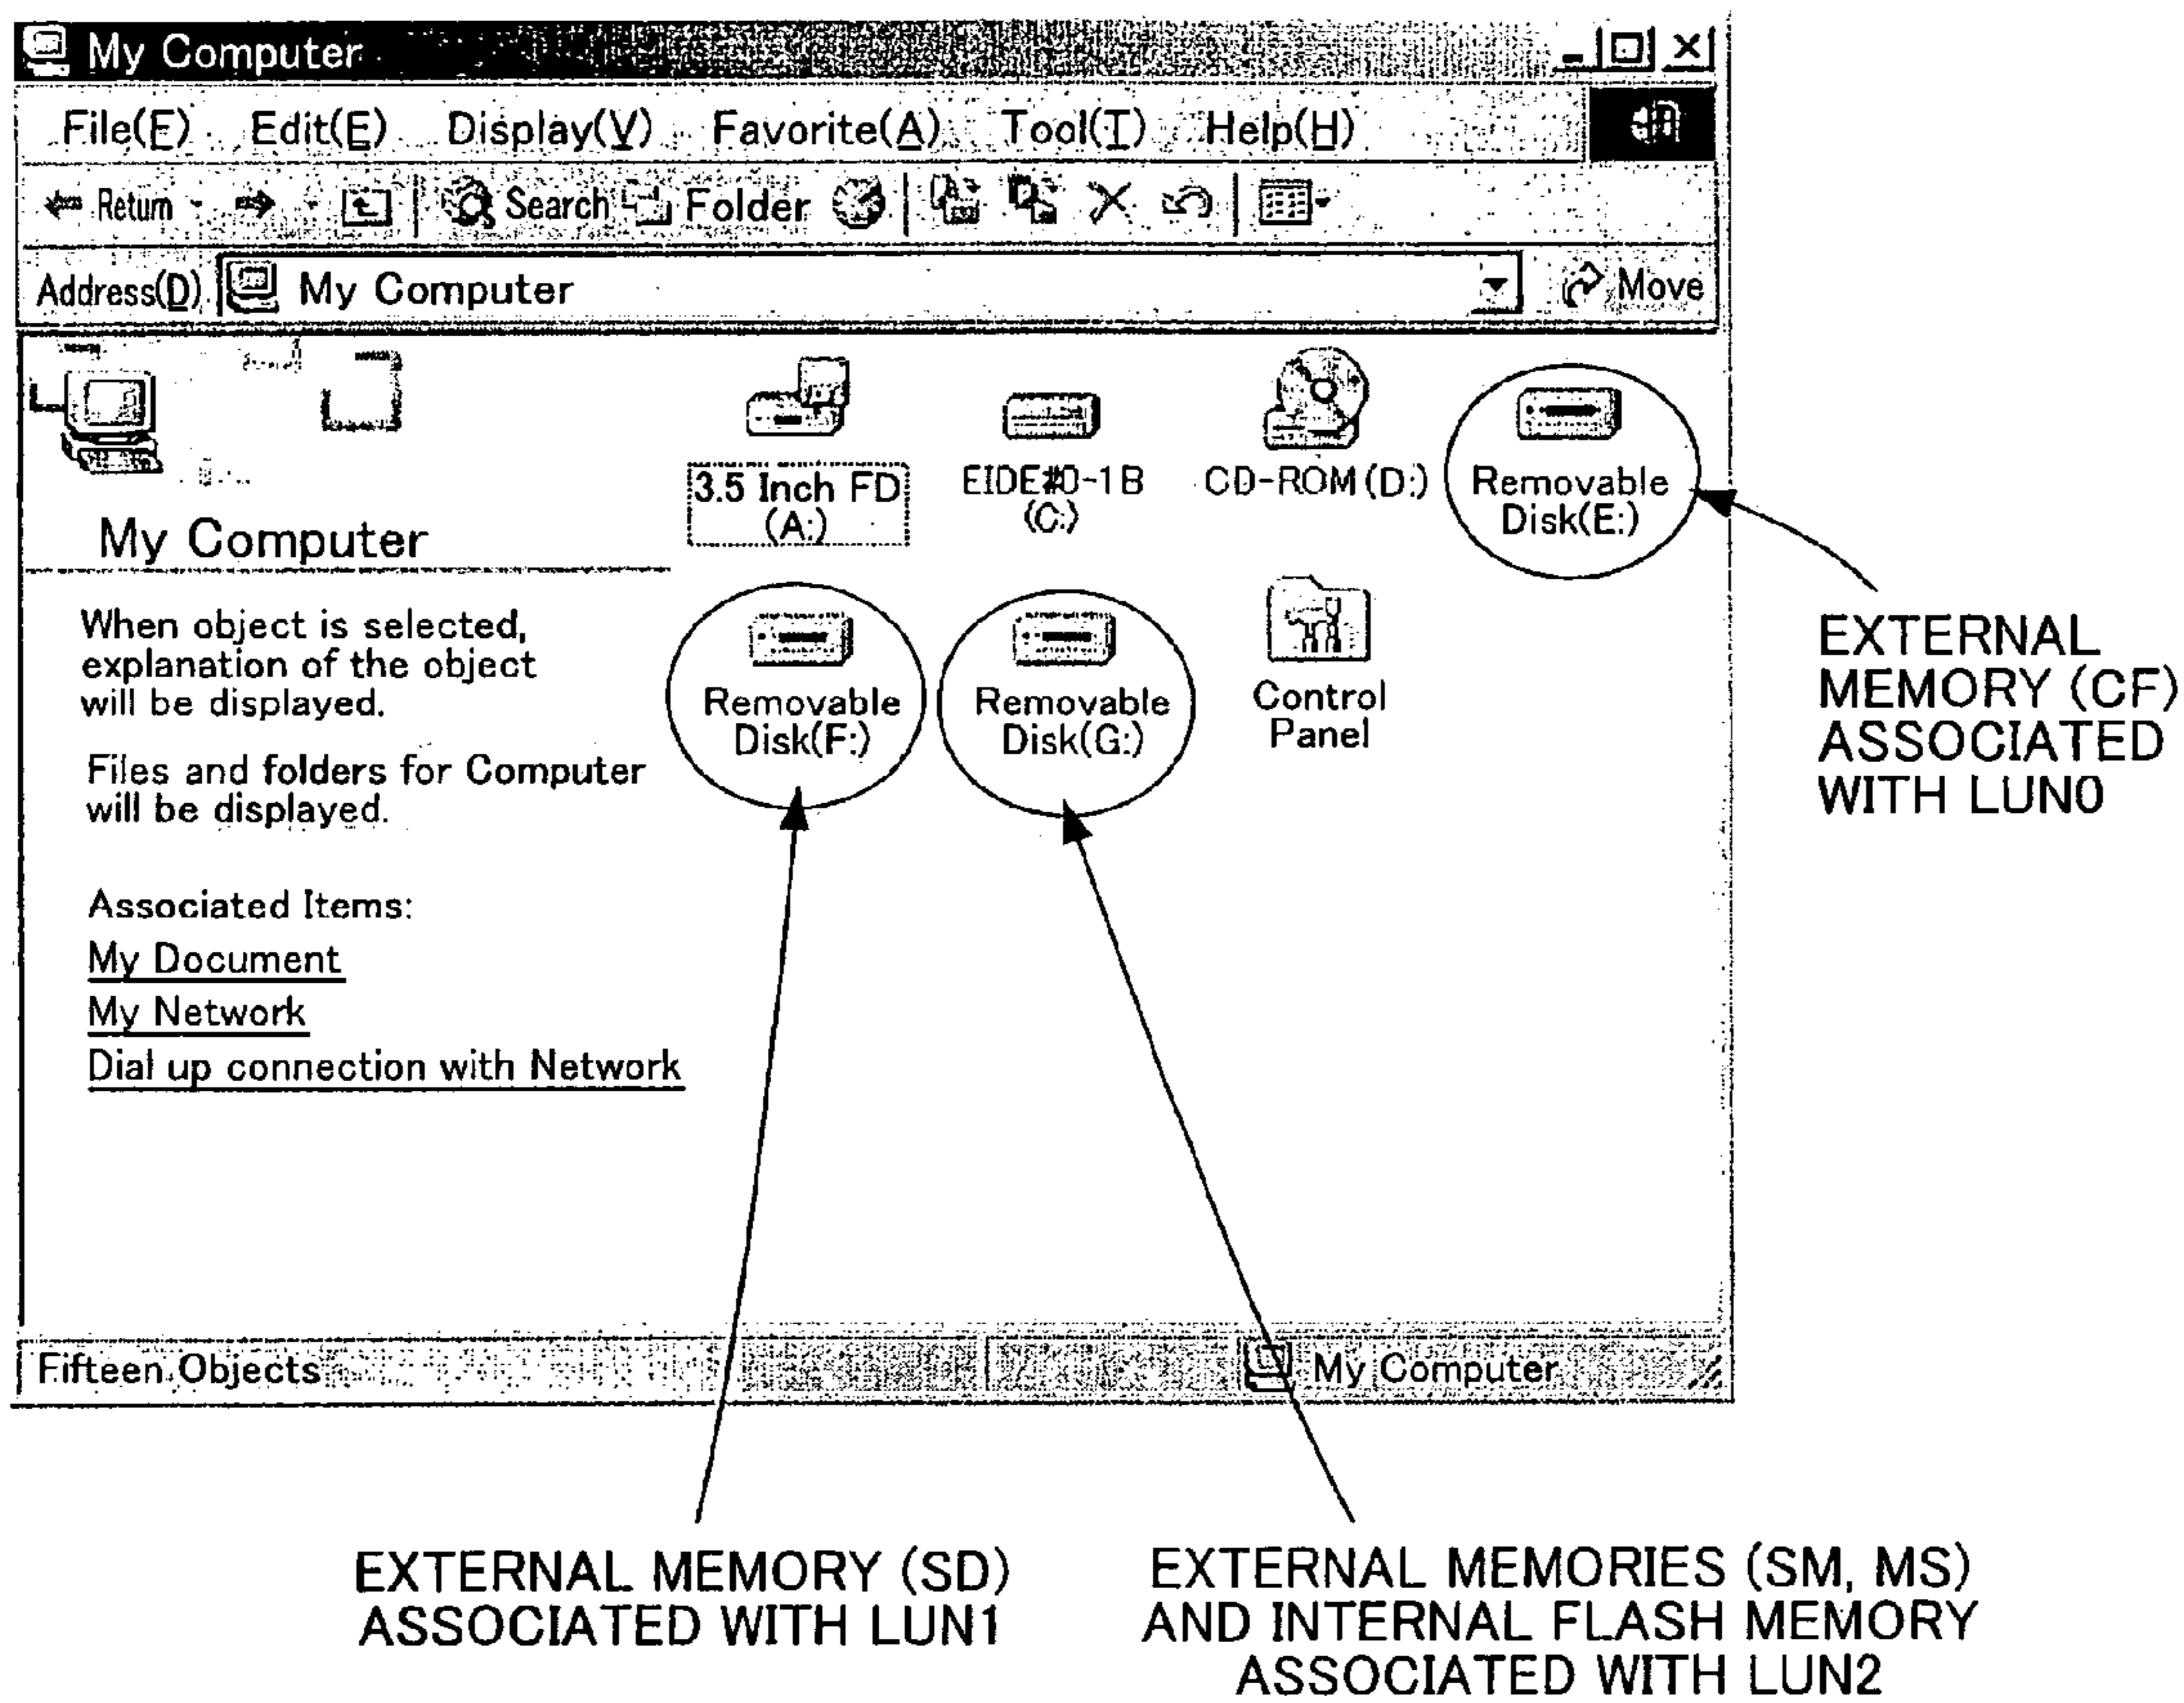 My Computer
File(F) Edit(E) Display(V) Favorite(A) Tool(T) Help(H)
Return Search Folder
Address(D) My Computer Move
3.5 Inch FD
(A:)
EIDE#0-1B
(C:)
CD-ROM(D:)
Removable
Disk(E:)
My Computer
When object is selected,
explanation of the object
will be displayed.
Files and folders for Computer
will be displayed.
Associated Items:
My Document
My Network
Dial up connection with Network
Removable
Disk(F:)
Removable
Disk(G:)
Control
Panel
EXTERNAL
MEMORY (CF)
ASSOCIATED
WITH LUN0
Fifteen Objects
My Computer
EXTERNAL MEMORY (SD)
ASSOCIATED WITH LUN1
EXTERNAL MEMORIES (SM, MS)
AND INTERNAL FLASH MEMORY
ASSOCIATED WITH LUN2